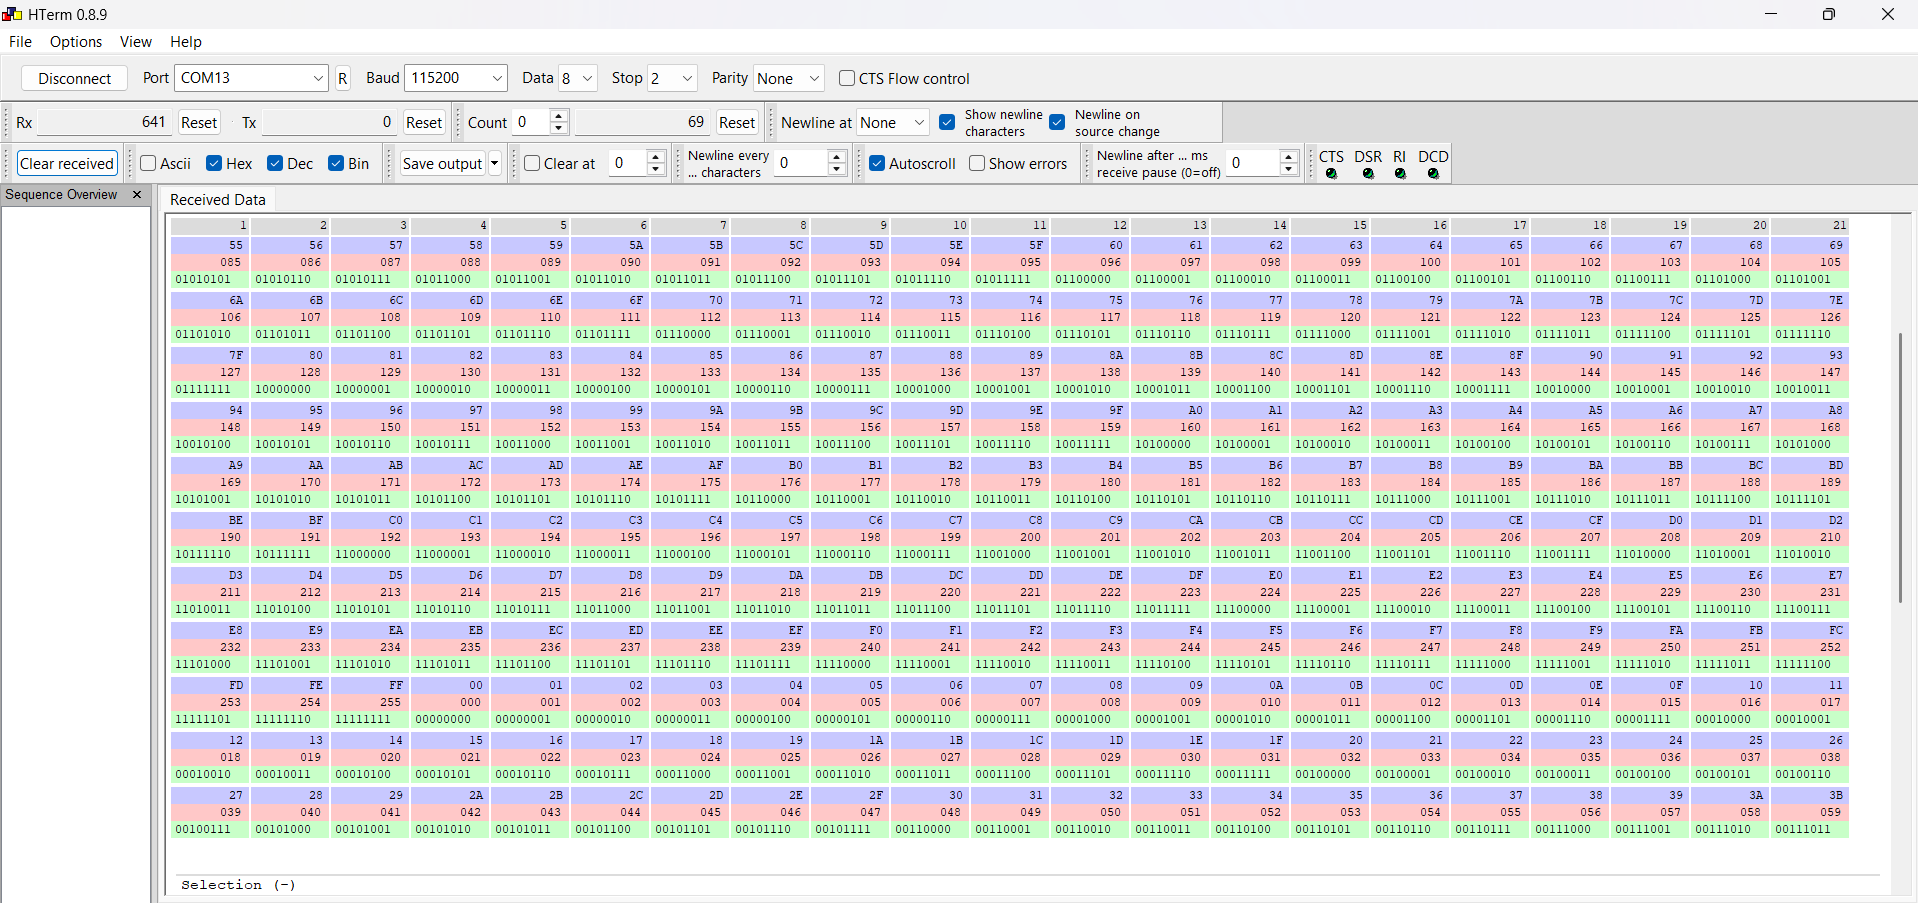 HTerm 0.8.9
File Options View Help
Disconnect Port COM13 R Baud 115200 Data 8 Stop 2 Parity None CTS Flow control
Rx 641 Reset Tx 0 Reset Count 0 69 Reset Newline at None Show newline characters Newline on source change
Clear received Ascii Hex Dec Bin Save output Clear at 0 Newline every ... characters 0 Autoscroll Show errors Newline after ... ms receive pause (0=off) 0 CTS DSR RI DCD
Sequence Overview
Received Data
1 2 3 4 5 6 7 8 9 10 11 12 13 14 15 16 17 18 19 20 21
55 56 57 58 59 5A 5B 5C 5D 5E 5F 60 61 62 63 64 65 66 67 68 69
085 086 087 088 089 090 091 092 093 094 095 096 097 098 099 100 101 102 103 104 105
01010101 01010110 01010111 01011000 01011001 01011010 01011011 01011100 01011101 01011110 01011111 01100000 01100001 01100010 01100011 01100100 01100101 01100110 01100111 01101000 01101001
6A 6B 6C 6D 6E 6F 70 71 72 73 74 75 76 77 78 79 7A 7B 7C 7D 7E
106 107 108 109 110 111 112 113 114 115 116 117 118 119 120 121 122 123 124 125 126
01101010 01101011 01101100 01101101 01101110 01101111 01110000 01110001 01110010 01110011 01110100 01110101 01110110 01110111 01111000 01111001 01111010 01111011 01111100 01111101 01111110
7F 80 81 82 83 84 85 86 87 88 89 8A 8B 8C 8D 8E 8F 90 91 92 93
127 128 129 130 131 132 133 134 135 136 137 138 139 140 141 142 143 144 145 146 147
01111111 10000000 10000001 10000010 10000011 10000100 10000101 10000110 10000111 10001000 10001001 10001010 10001011 10001100 10001101 10001110 10001111 10010000 10010001 10010010 10010011
94 95 96 97 98 99 9A 9B 9C 9D 9E 9F A0 A1 A2 A3 A4 A5 A6 A7 A8
148 149 150 151 152 153 154 155 156 157 158 159 160 161 162 163 164 165 166 167 168
10010100 10010101 10010110 10010111 10011000 10011001 10011010 10011011 10011100 10011101 10011110 10011111 10100000 10100001 10100010 10100011 10100100 10100101 10100110 10100111 10101000
A9 AA AB AC AD AE AF B0 B1 B2 B3 B4 B5 B6 B7 B8 B9 BA BB BC BD
169 170 171 172 173 174 175 176 177 178 179 180 181 182 183 184 185 186 187 188 189
10101001 10101010 10101011 10101100 10101101 10101110 10101111 10110000 10110001 10110010 10110011 10110100 10110101 10110110 10110111 10111000 10111001 10111010 10111011 10111100 10111101
BE BF C0 C1 C2 C3 C4 C5 C6 C7 C8 C9 CA CB CC CD CE CF D0 D1 D2
190 191 192 193 194 195 196 197 198 199 200 201 202 203 204 205 206 207 208 209 210
10111110 10111111 11000000 11000001 11000010 11000011 11000100 11000101 11000110 11000111 11001000 11001001 11001010 11001011 11001100 11001101 11001110 11001111 11010000 11010001 11010010
D3 D4 D5 D6 D7 D8 D9 DA DB DC DD DE DF E0 E1 E2 E3 E4 E5 E6 E7
211 212 213 214 215 216 217 218 219 220 221 222 223 224 225 226 227 228 229 230 231
11010011 11010100 11010101 11010110 11010111 11011000 11011001 11011010 11011011 11011100 11011101 11011110 11011111 11100000 11100001 11100010 11100011 11100100 11100101 11100110 11100111
E8 E9 EA EB EC ED EE EF F0 F1 F2 F3 F4 F5 F6 F7 F8 F9 FA FB FC
232 233 234 235 236 237 238 239 240 241 242 243 244 245 246 247 248 249 250 251 252
11101000 11101001 11101010 11101011 11101100 11101101 11101110 11101111 11110000 11110001 11110010 11110011 11110100 11110101 11110110 11110111 11111000 11111001 11111010 11111011 11111100
FD FE FF 00 01 02 03 04 05 06 07 08 09 0A 0B 0C 0D 0E 0F 10 11
253 254 255 000 001 002 003 004 005 006 007 008 009 010 011 012 013 014 015 016 017
11111101 11111110 11111111 00000000 00000001 00000010 00000011 00000100 00000101 00000110 00000111 00001000 00001001 00001010 00001011 00001100 00001101 00001110 00001111 00010000 00010001
12 13 14 15 16 17 18 19 1A 1B 1C 1D 1E 1F 20 21 22 23 24 25 26
018 019 020 021 022 023 024 025 026 027 028 029 030 031 032 033 034 035 036 037 038
00010010 00010011 00010100 00010101 00010110 00010111 00011000 00011001 00011010 00011011 00011100 00011101 00011110 00011111 00100000 00100001 00100010 00100011 00100100 00100101 00100110
27 28 29 2A 2B 2C 2D 2E 2F 30 31 32 33 34 35 36 37 38 39 3A 3B
039 040 041 042 043 044 045 046 047 048 049 050 051 052 053 054 055 056 057 058 059
00100111 00101000 00101001 00101010 00101011 00101100 00101101 00101110 00101111 00110000 00110001 00110010 00110011 00110100 00110101 00110110 00110111 00111000 00111001 00111010 00111011
Selection (-)